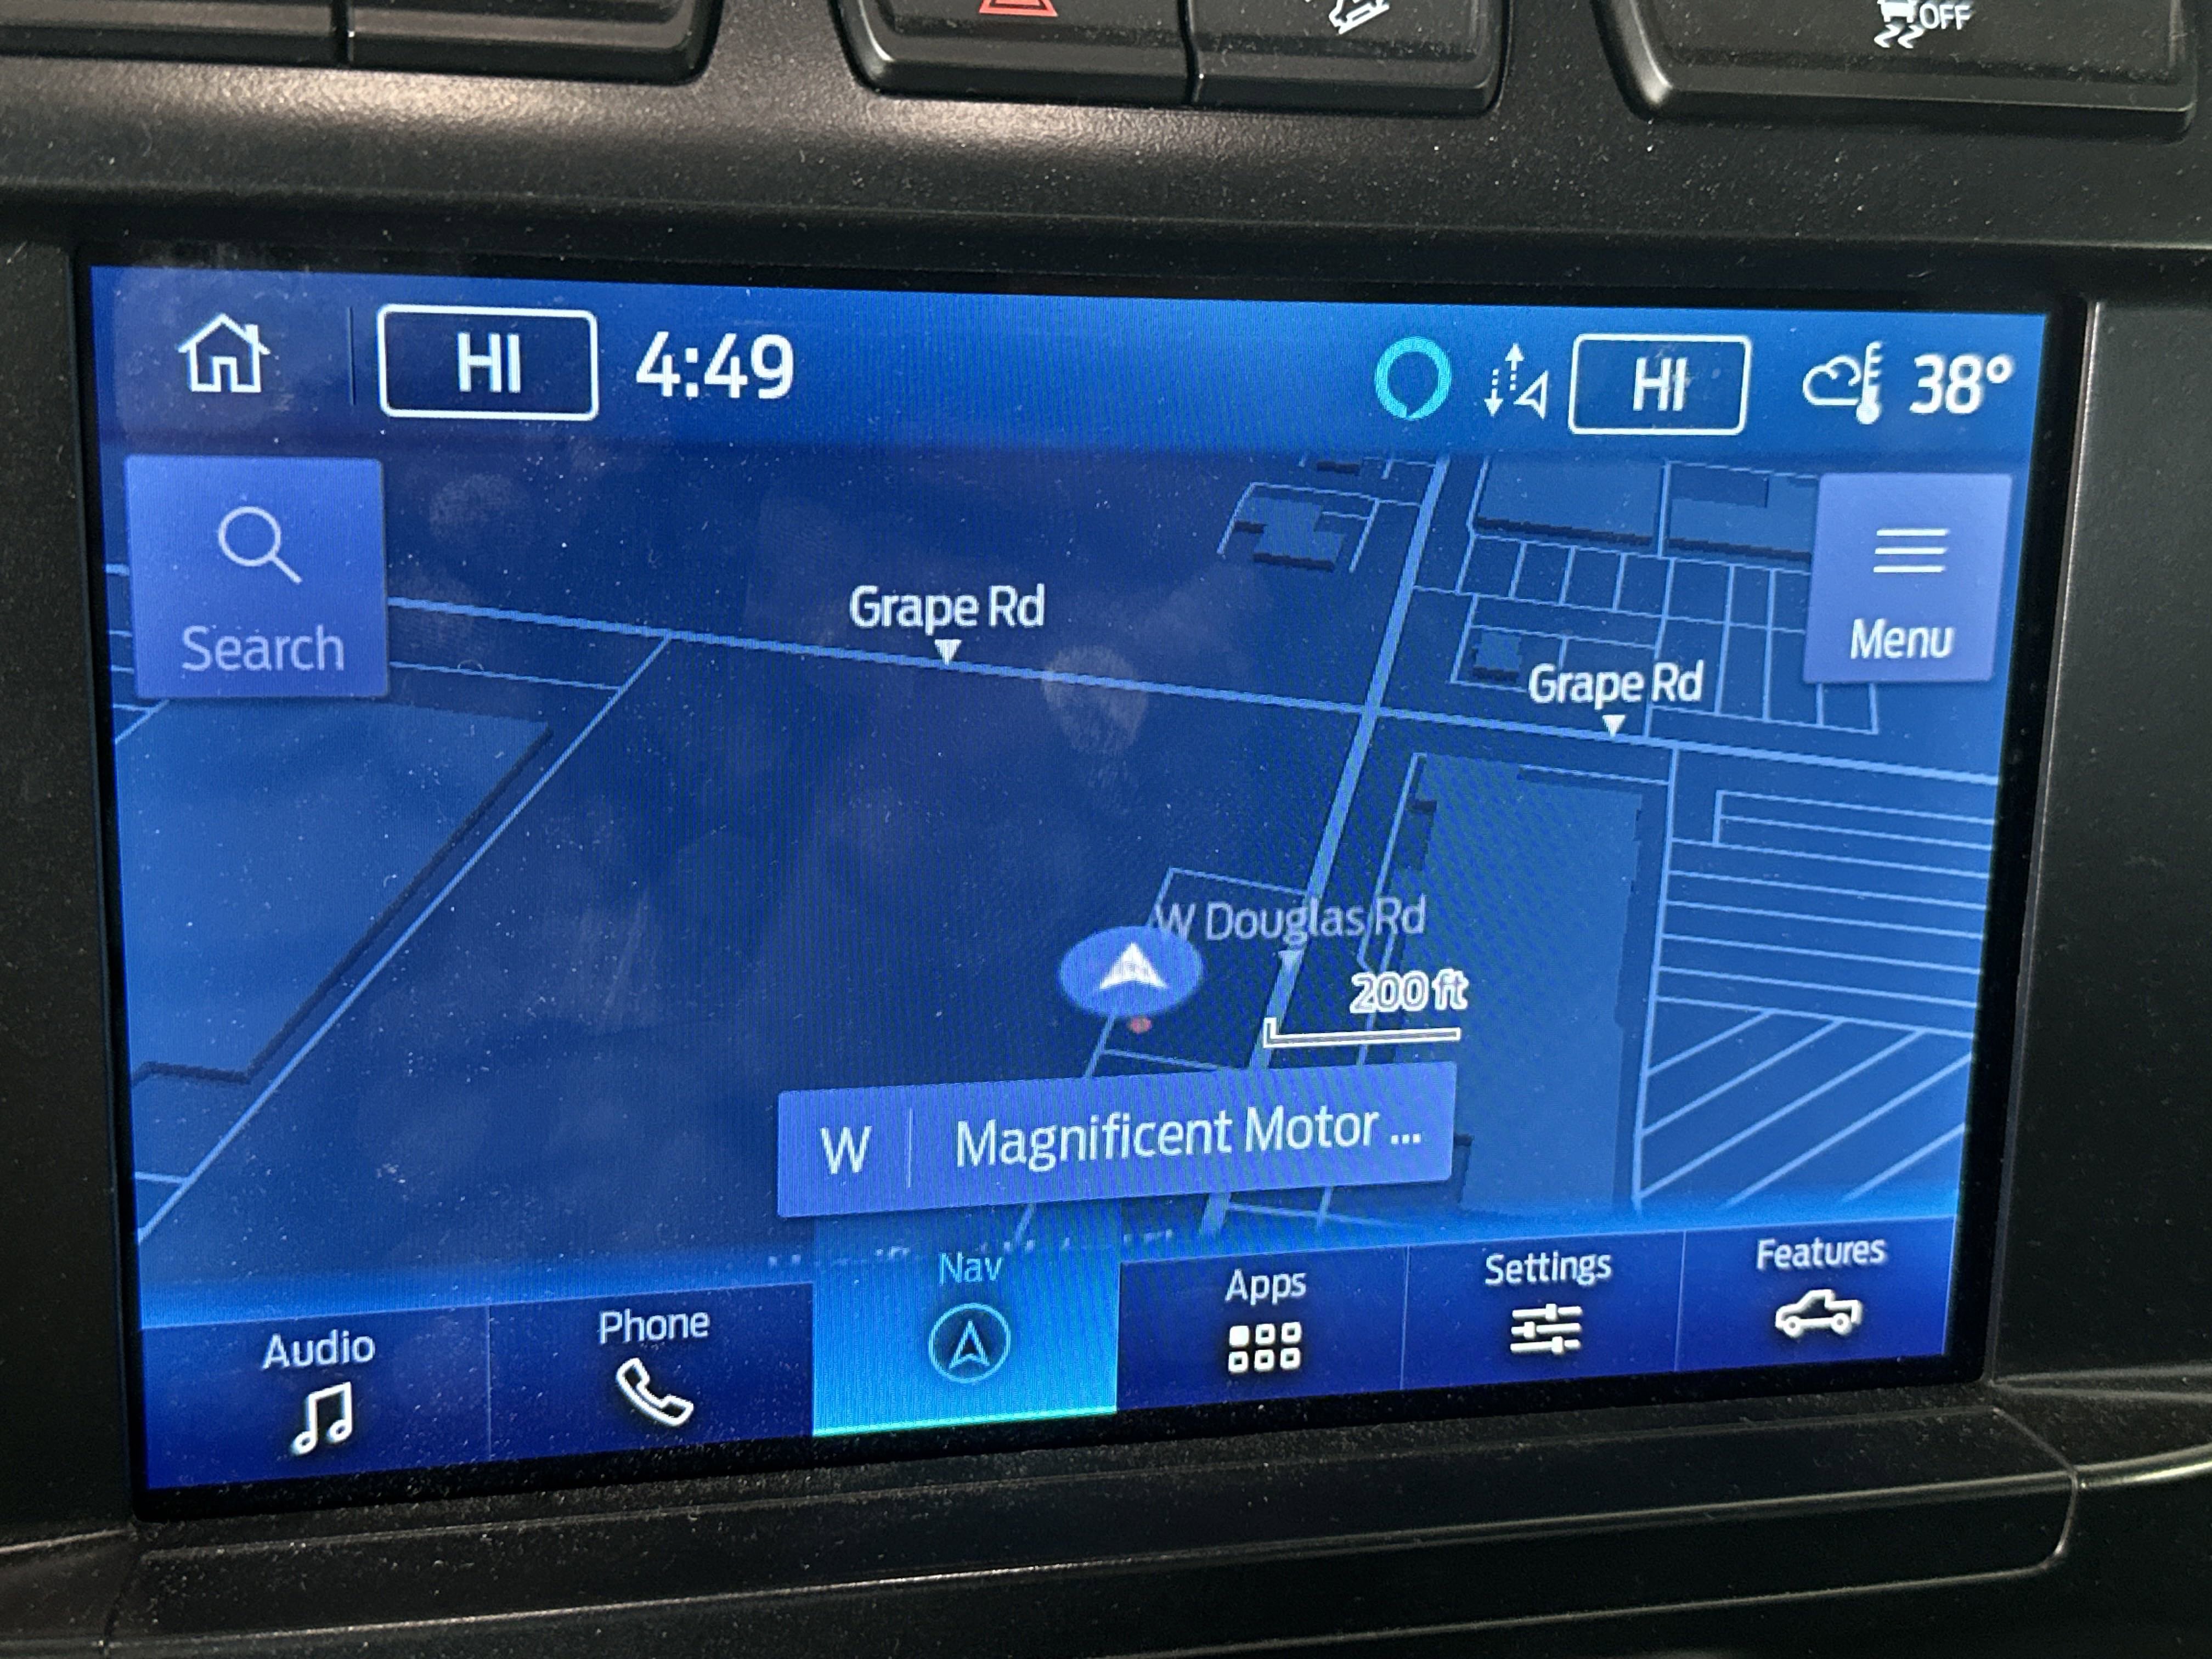 OFF
HI 4:49 HI 38°
Search
Menu
Grape Rd
Grape Rd
W Douglas Rd
200 ft
W Magnificent Motor ...
Audio
Phone
Nav
Apps
Settings
Features